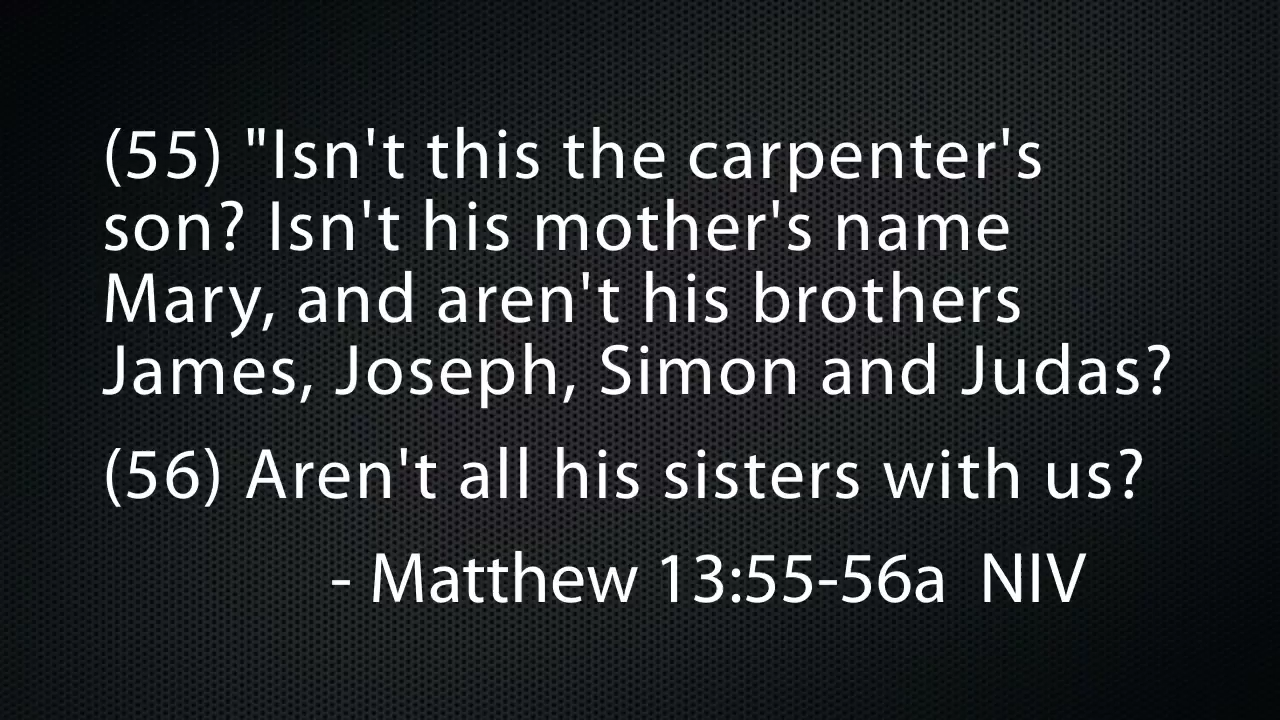 (55) "Isn't this the carpenter's
son? Isn't his mother's name
Mary, and aren't his brothers
James, Joseph, Simon and Judas?
(56) Aren't all his sisters with us?
- Matthew 13:55-56a  NIV